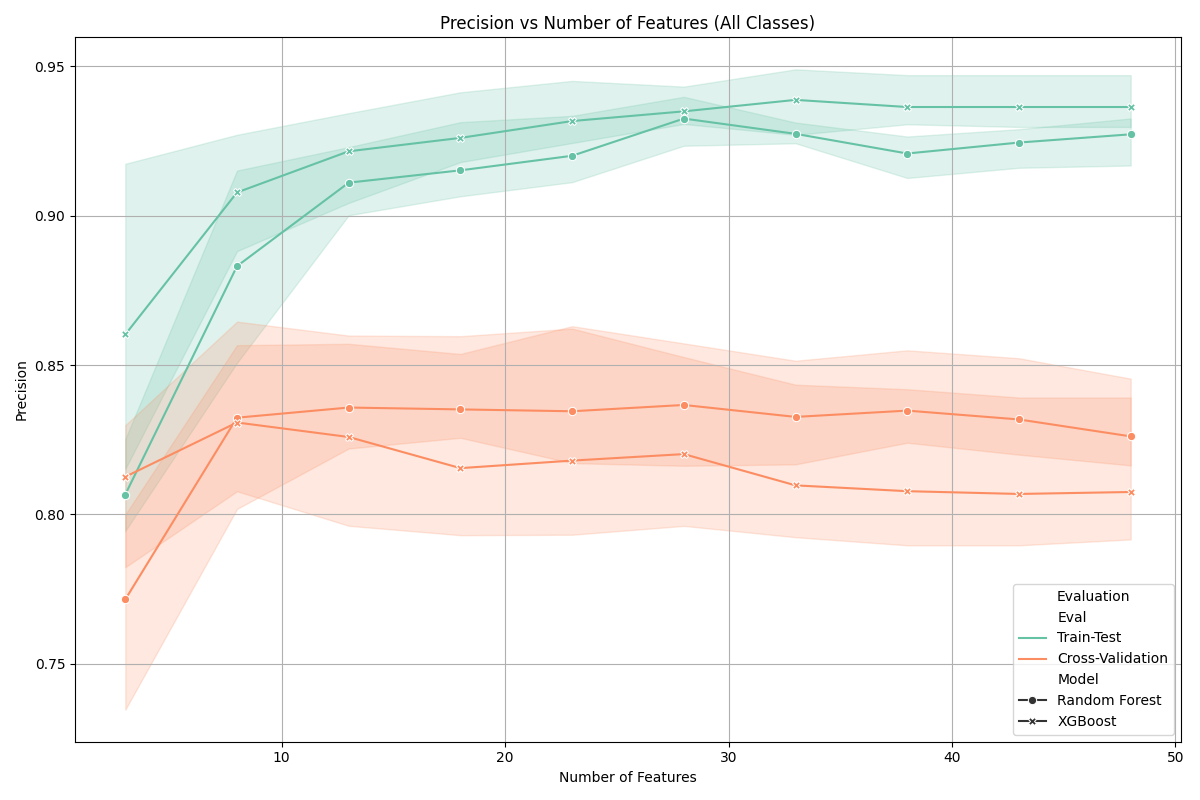 Precision vs Number of Features (All Classes)
0.95
0.90
0.85
0.80
0.75
Precision
10
20
30
40
50
Number of Features
Evaluation
Eval
Train-Test
Cross-Validation
Model
Random Forest
XGBoost